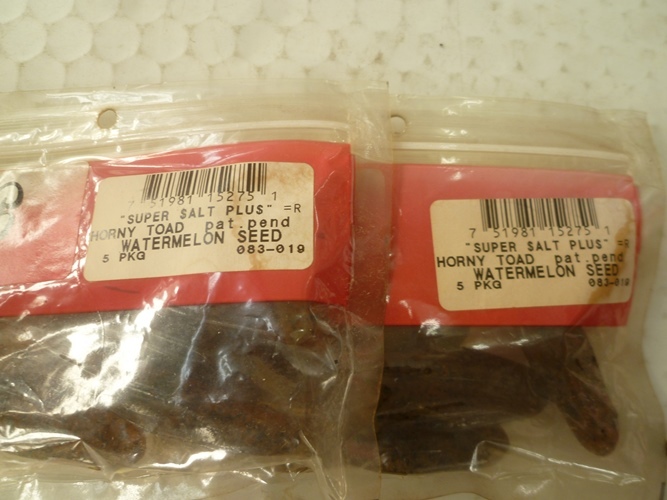 7 51981 15275 1
"SUPER SALT PLUS" =R
HORNY TOAD pat.pend
WATERMELON SEED
5 PKG 083-019
7 51981 15275 1
"SUPER SALT PLUS" =R
HORNY TOAD pat.pend
WATERMELON SEED
5 PKG 083-019